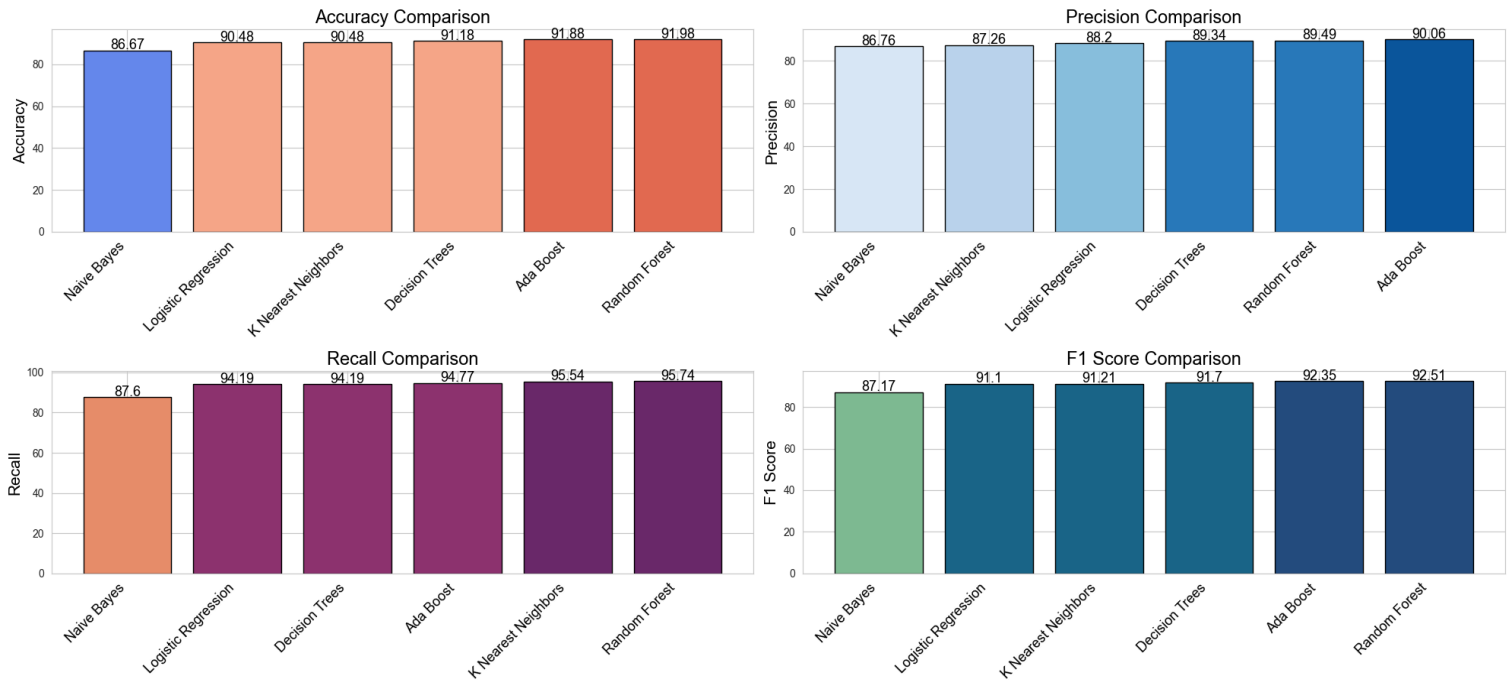 Accuracy Comparison
Accuracy
80
60
40
20
0
86.67
90.48
90.48
91.18
91.88
91.98
Naive Bayes
Logistic Regression
K Nearest Neighbors
Decision Trees
Ada Boost
Random Forest
Precision Comparison
Precision
80
60
40
20
0
86.76
87.26
88.2
89.34
89.49
90.06
Naive Bayes
K Nearest Neighbors
Logistic Regression
Decision Trees
Random Forest
Ada Boost
Recall Comparison
Recall
100
80
60
40
20
0
87.6
94.19
94.19
94.77
95.54
95.74
Naive Bayes
Logistic Regression
Decision Trees
Ada Boost
K Nearest Neighbors
Random Forest
F1 Score Comparison
F1 Score
80
60
40
20
0
87.17
91.1
91.21
91.7
92.35
92.51
Naive Bayes
Logistic Regression
K Nearest Neighbors
Decision Trees
Ada Boost
Random Forest